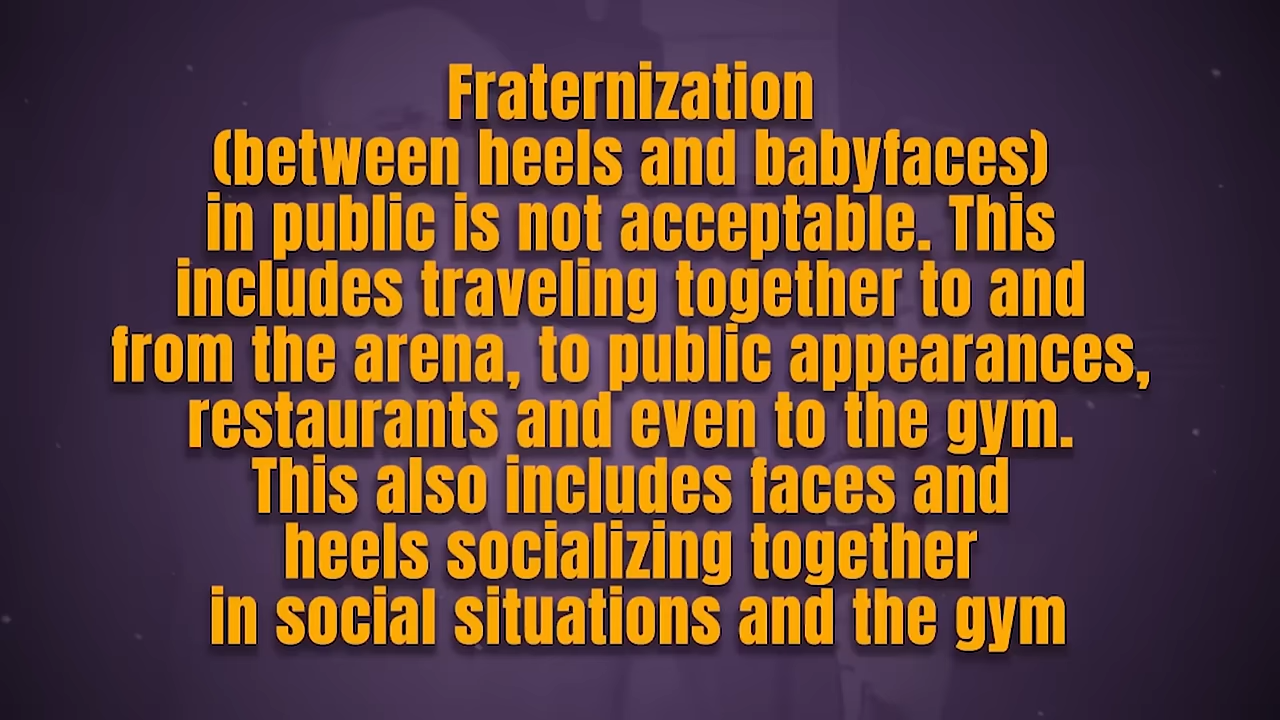 Fraternization
(between heels and babyfaces)
in public is not acceptable. This
includes traveling together to and
from the arena, to public appearances,
restaurants and even to the gym.
This also includes faces and
heels socializing together
in social situations and the gym